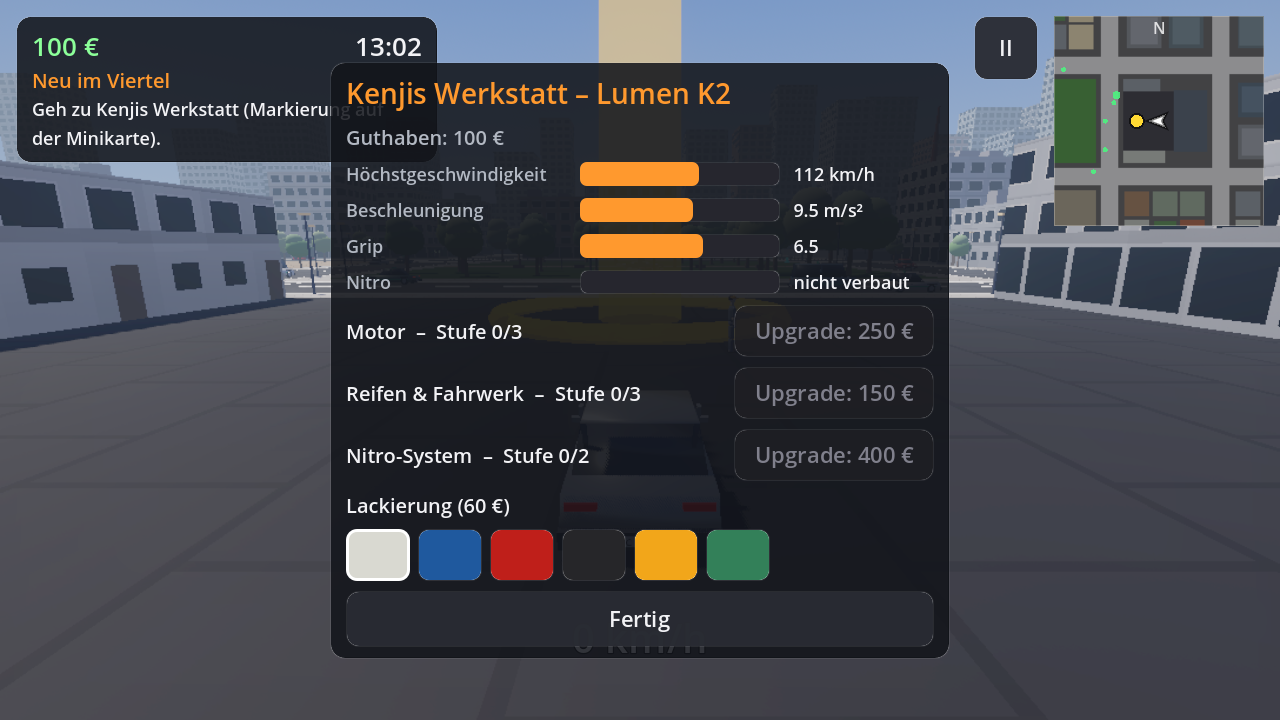 100 €
13:02
Neu im Viertel
Geh zu Kenjis Werkstatt (Markierung auf
der Minikarte).
N
Kenjis Werkstatt – Lumen K2
Guthaben: 100 €
Höchstgeschwindigkeit 112 km/h
Beschleunigung 9.5 m/s²
Grip 6.5
Nitro nicht verbaut
Motor – Stufe 0/3 Upgrade: 250 €
Reifen & Fahrwerk – Stufe 0/3 Upgrade: 150 €
Nitro-System – Stufe 0/2 Upgrade: 400 €
Lackierung (60 €)
Fertig
0 km/h